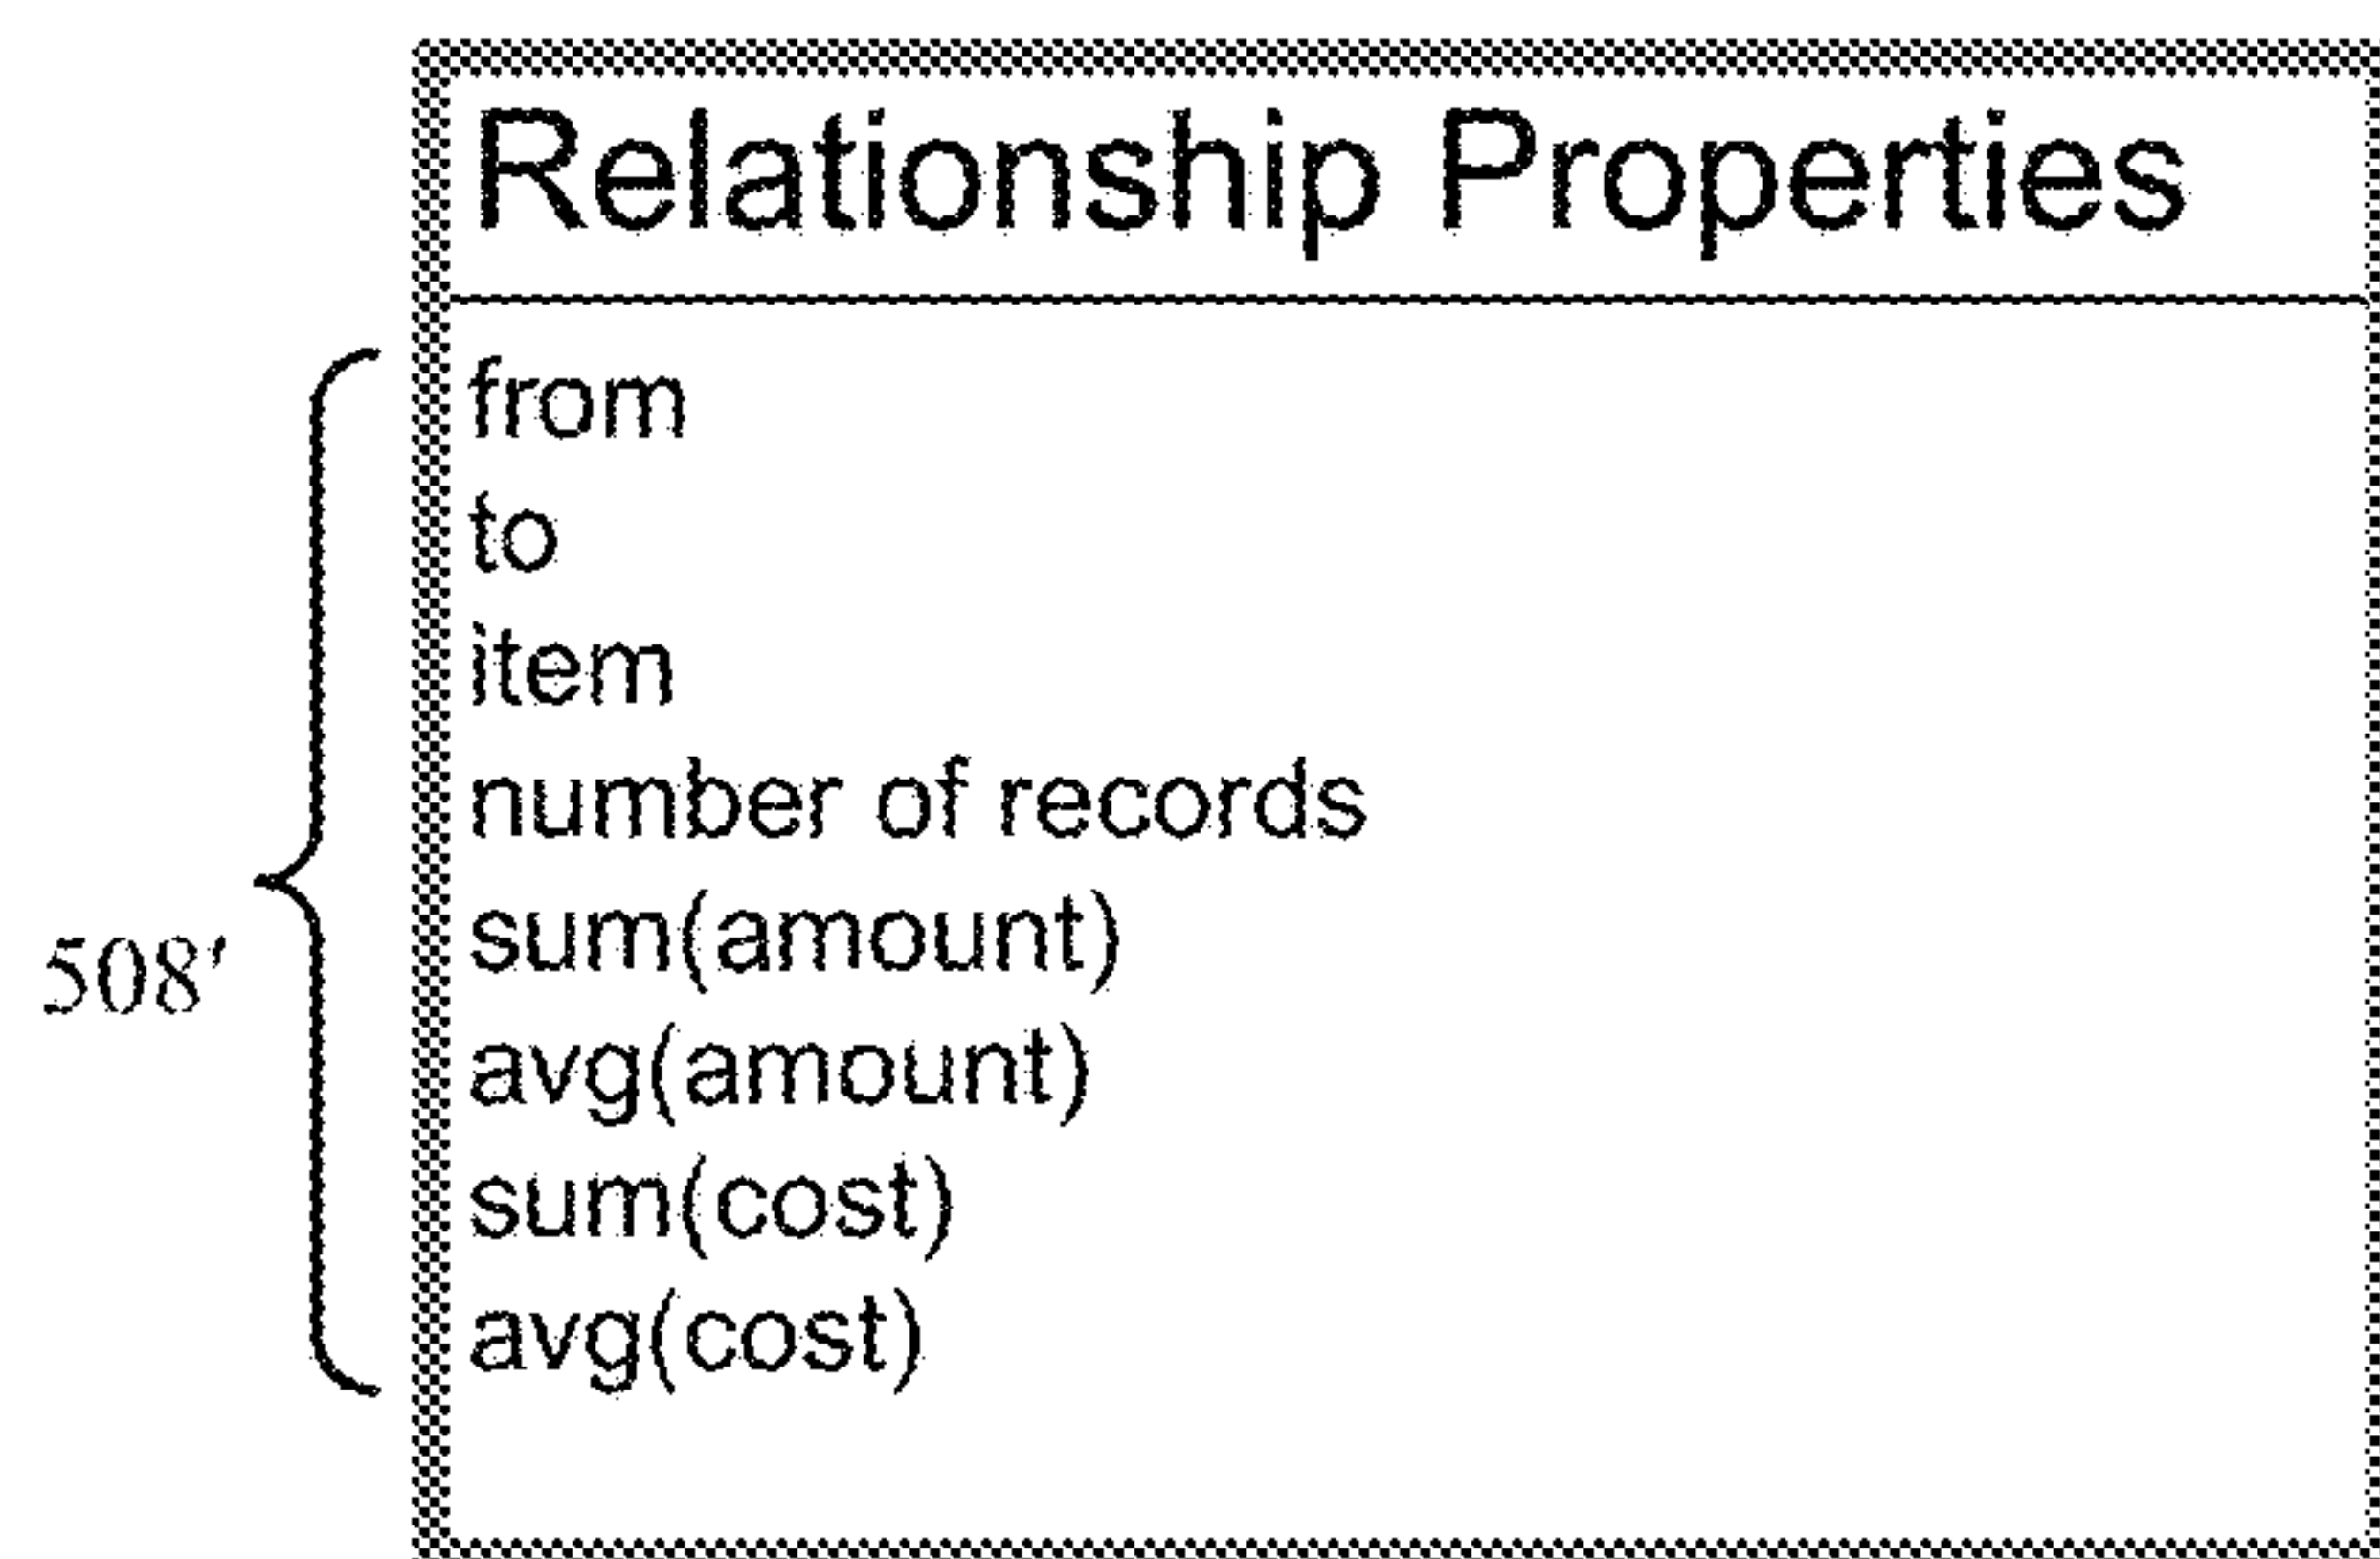 Relationship Properties
from
to
item
number of records
sum(amount)
avg(amount)
sum(cost)
avg(cost)
508'